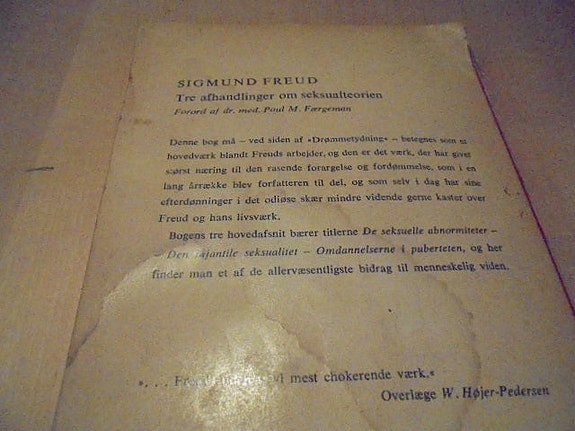 SIGMUND FREUD
Tre afhandlinger om seksualteorien
Forord af dr. med. Poul M. Færgeman
Denne bog må – ved siden af »Drømmetydning« – betegnes som et
hovedværk blandt Freuds arbejder, og den er det værk, der har givet
størst næring til den rasende forargelse og fordømmelse, som i en
lang årrække blev forfatteren til del, og som selv i dag har sine
efterdønninger i det odiøse skær mindre vidende gerne kaster over
Freud og hans livsværk.
Bogens tre hovedafsnit bærer titlerne De seksuelle abnormiteter –
– Den infantile seksualitet – Omdannelserne i puberteten, og her
finder man et af de allervæsentligste bidrag til menneskelig viden.
». . . mest chokerende værk.«
Overlæge W. Højer-Pedersen